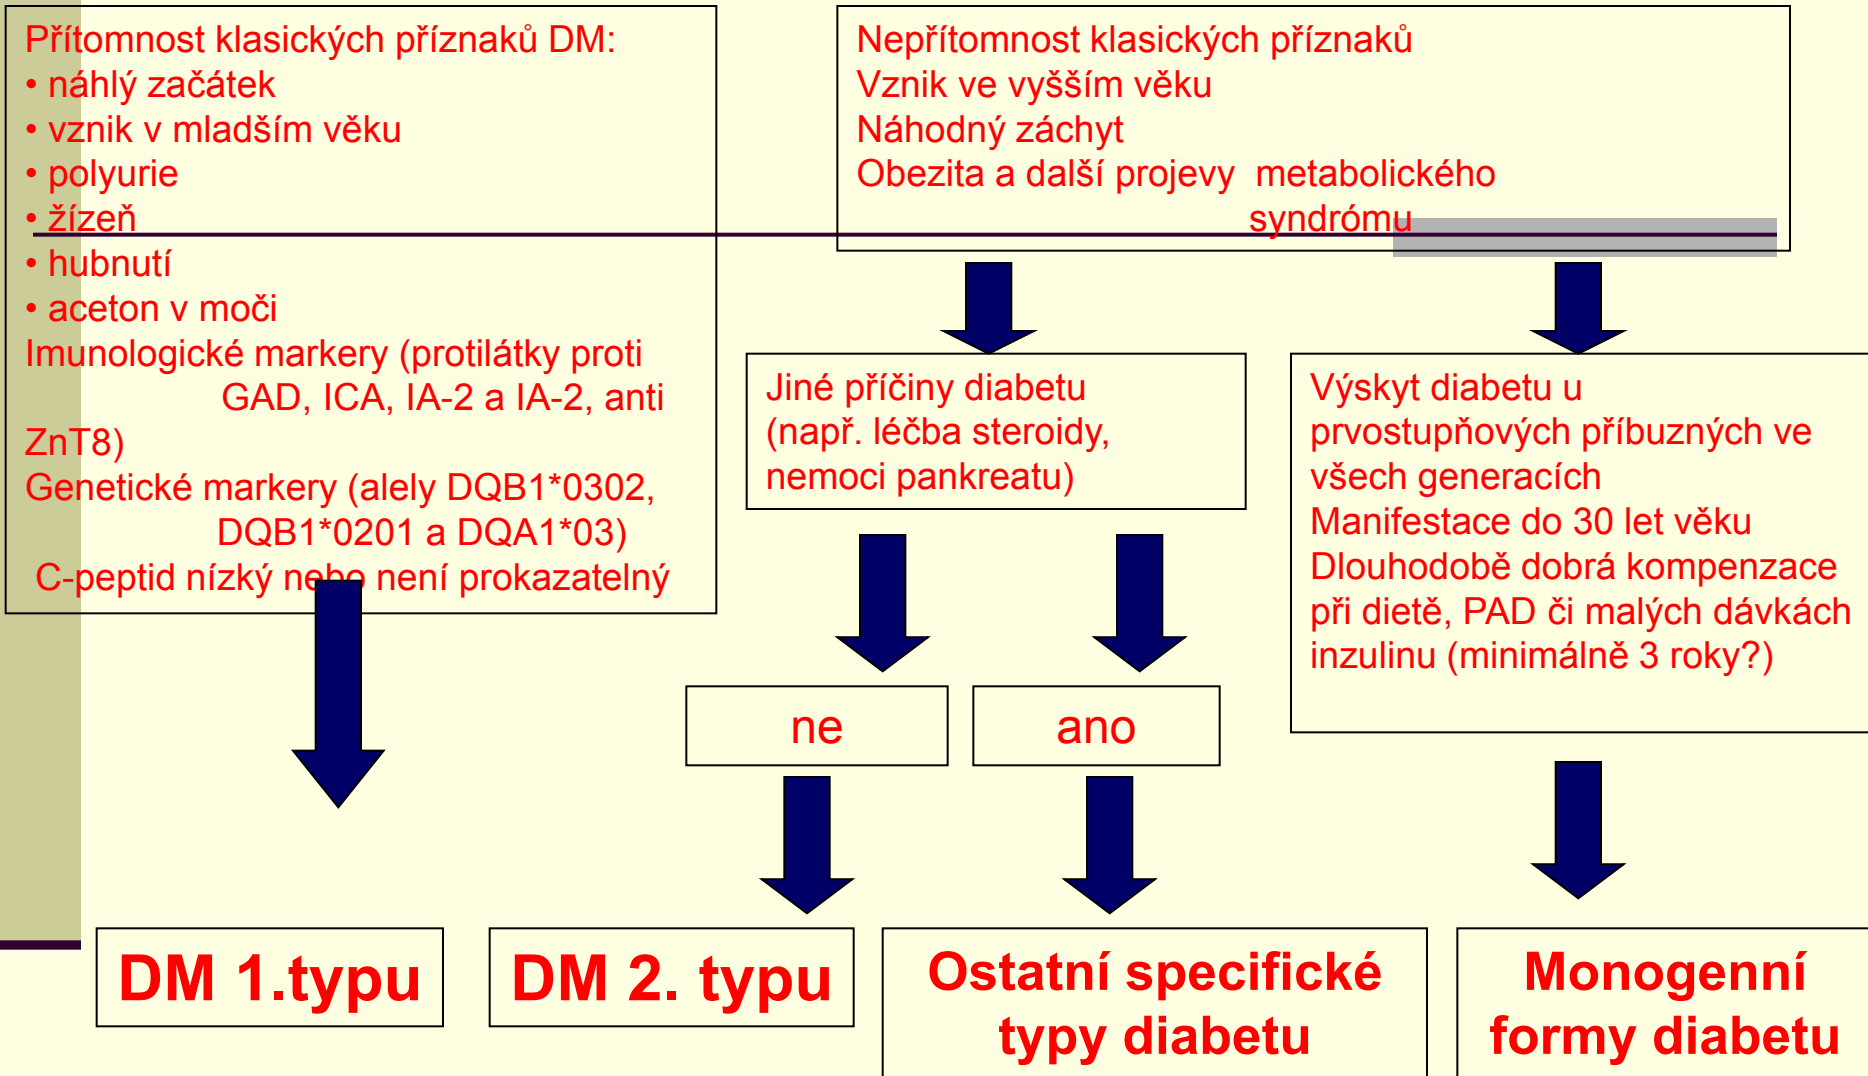 Přítomnost klasických příznaků DM:
• náhlý začátek
• vznik v mladším věku
• polyurie
• žízeň
• hubnutí
• aceton v moči
Imunologické markery (protilátky proti
GAD, ICA, IA-2 a IA-2, anti
ZnT8)
Genetické markery (alely DQB1*0302,
DQB1*0201 a DQA1*03)
C-peptid nízký nebo není prokazatelný
Nepřítomnost klasických příznaků
Vznik ve vyšším věku
Náhodný záchyt
Obezita a další projevy metabolického
syndrómu
Jiné příčiny diabetu
(např. léčba steroidy,
nemoci pankreatu)
Výskyt diabetu u
prvostupňových příbuzných ve
všech generacích
Manifestace do 30 let věku
Dlouhodobě dobrá kompenzace
při dietě, PAD či malých dávkách
inzulinu (minimálně 3 roky?)
ne
ano
DM 1.typu
DM 2. typu
Ostatní specifické
typy diabetu
Monogenní
formy diabetu